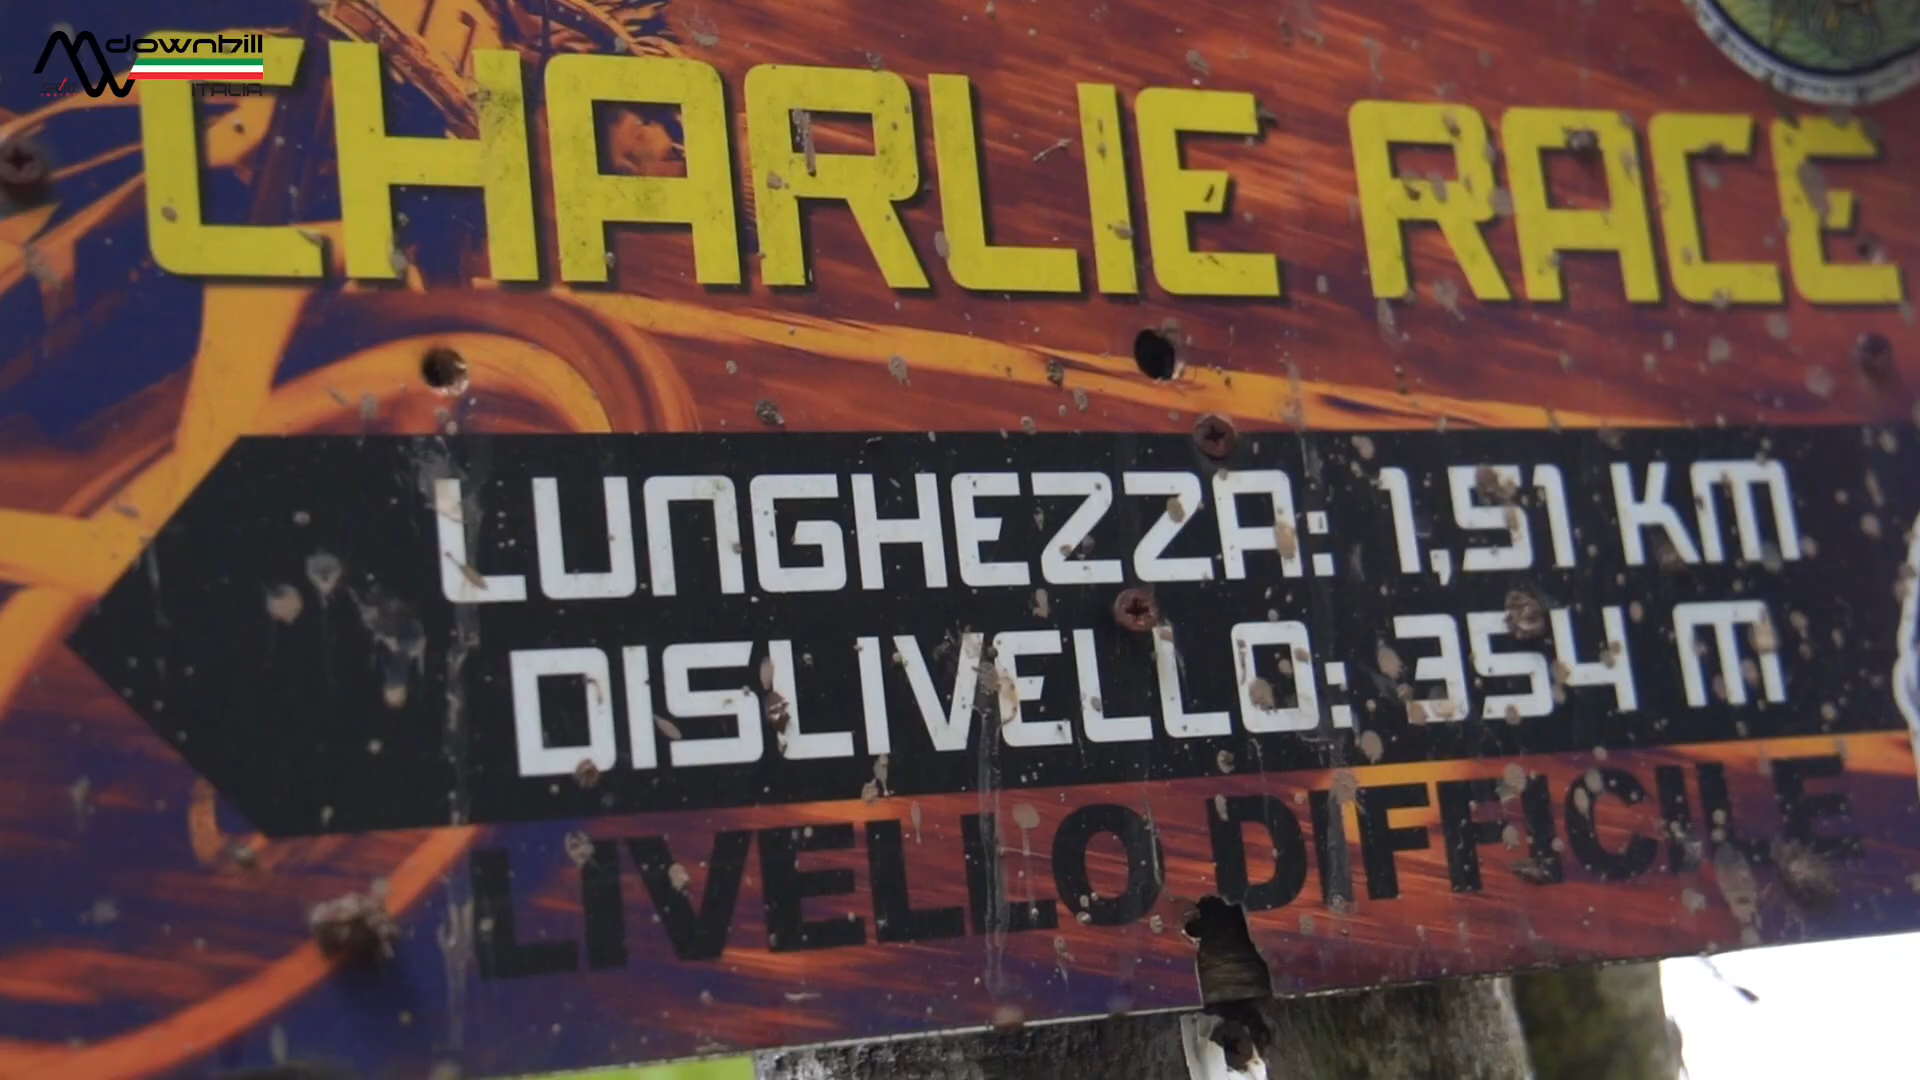 downhill
ITALIA
CHARLIE RACE
LUNGHEZZA: 1,51 KM
DISLIVELLO: 354 M
LIVELLO DIFFICILE